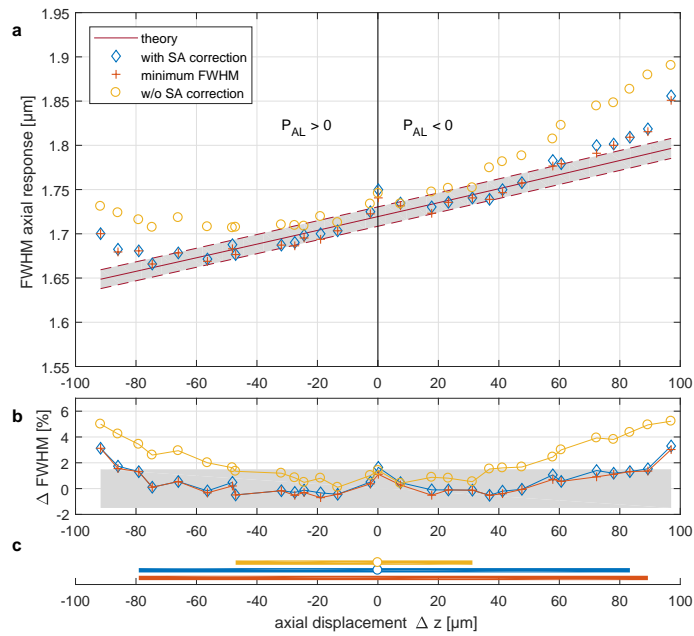 a
1.95
1.9
1.85
1.8
1.75
1.7
1.65
1.6
1.55
FWHM axial response [µm]
theory
with SA correction
minimum FWHM
w/o SA correction
P_AL > 0
P_AL < 0
-100 -80 -60 -40 -20 0 20 40 60 80 100
b
6
4
2
0
-2
Δ FWHM [%]
-100 -80 -60 -40 -20 0 20 40 60 80 100
c
-100 -80 -60 -40 -20 0 20 40 60 80 100
axial displacement Δ z [µm]